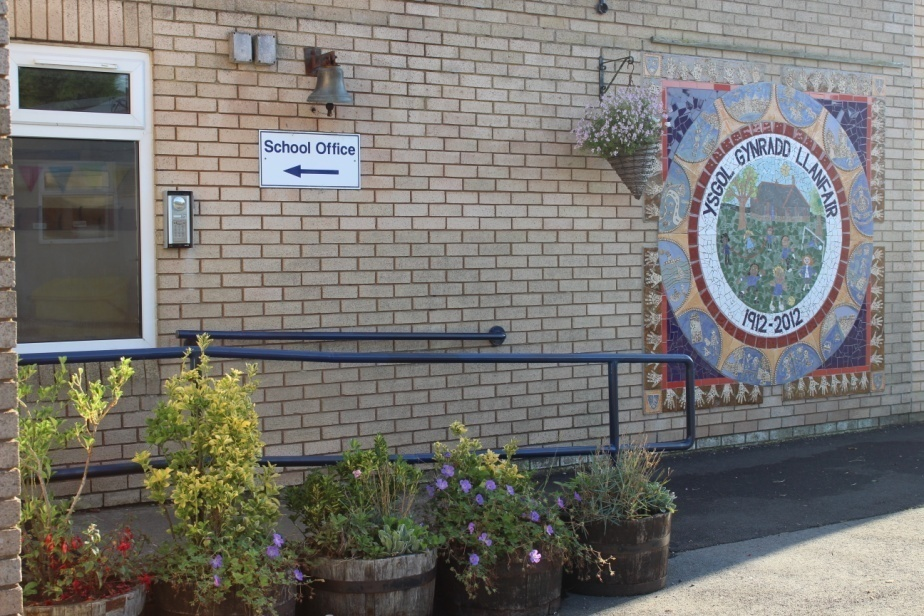 School Office
YSGOL GYNRADD LLANFAIR
1912-2012